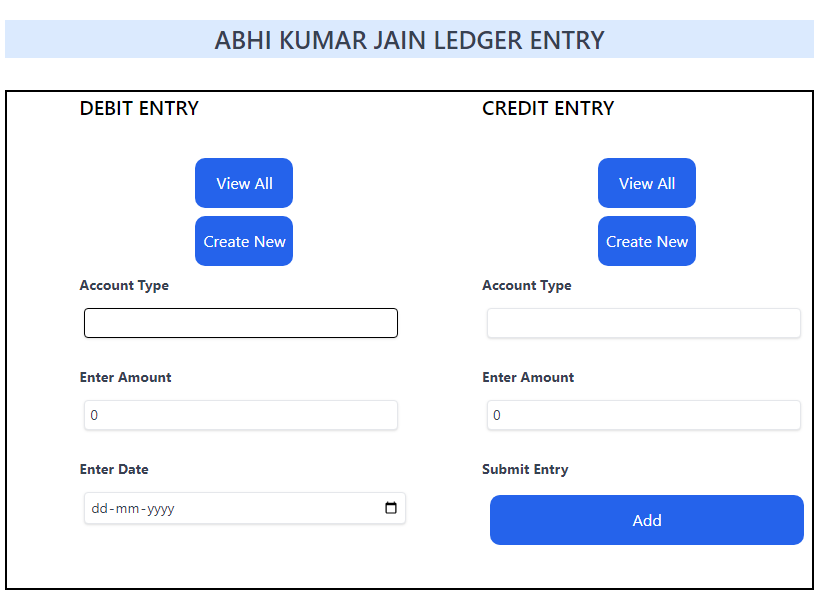 ABHI KUMAR JAIN LEDGER ENTRY
DEBIT ENTRY
View All
Create New
Account Type
Enter Amount
0
Enter Date
dd-mm-yyyy
CREDIT ENTRY
View All
Create New
Account Type
Enter Amount
0
Submit Entry
Add